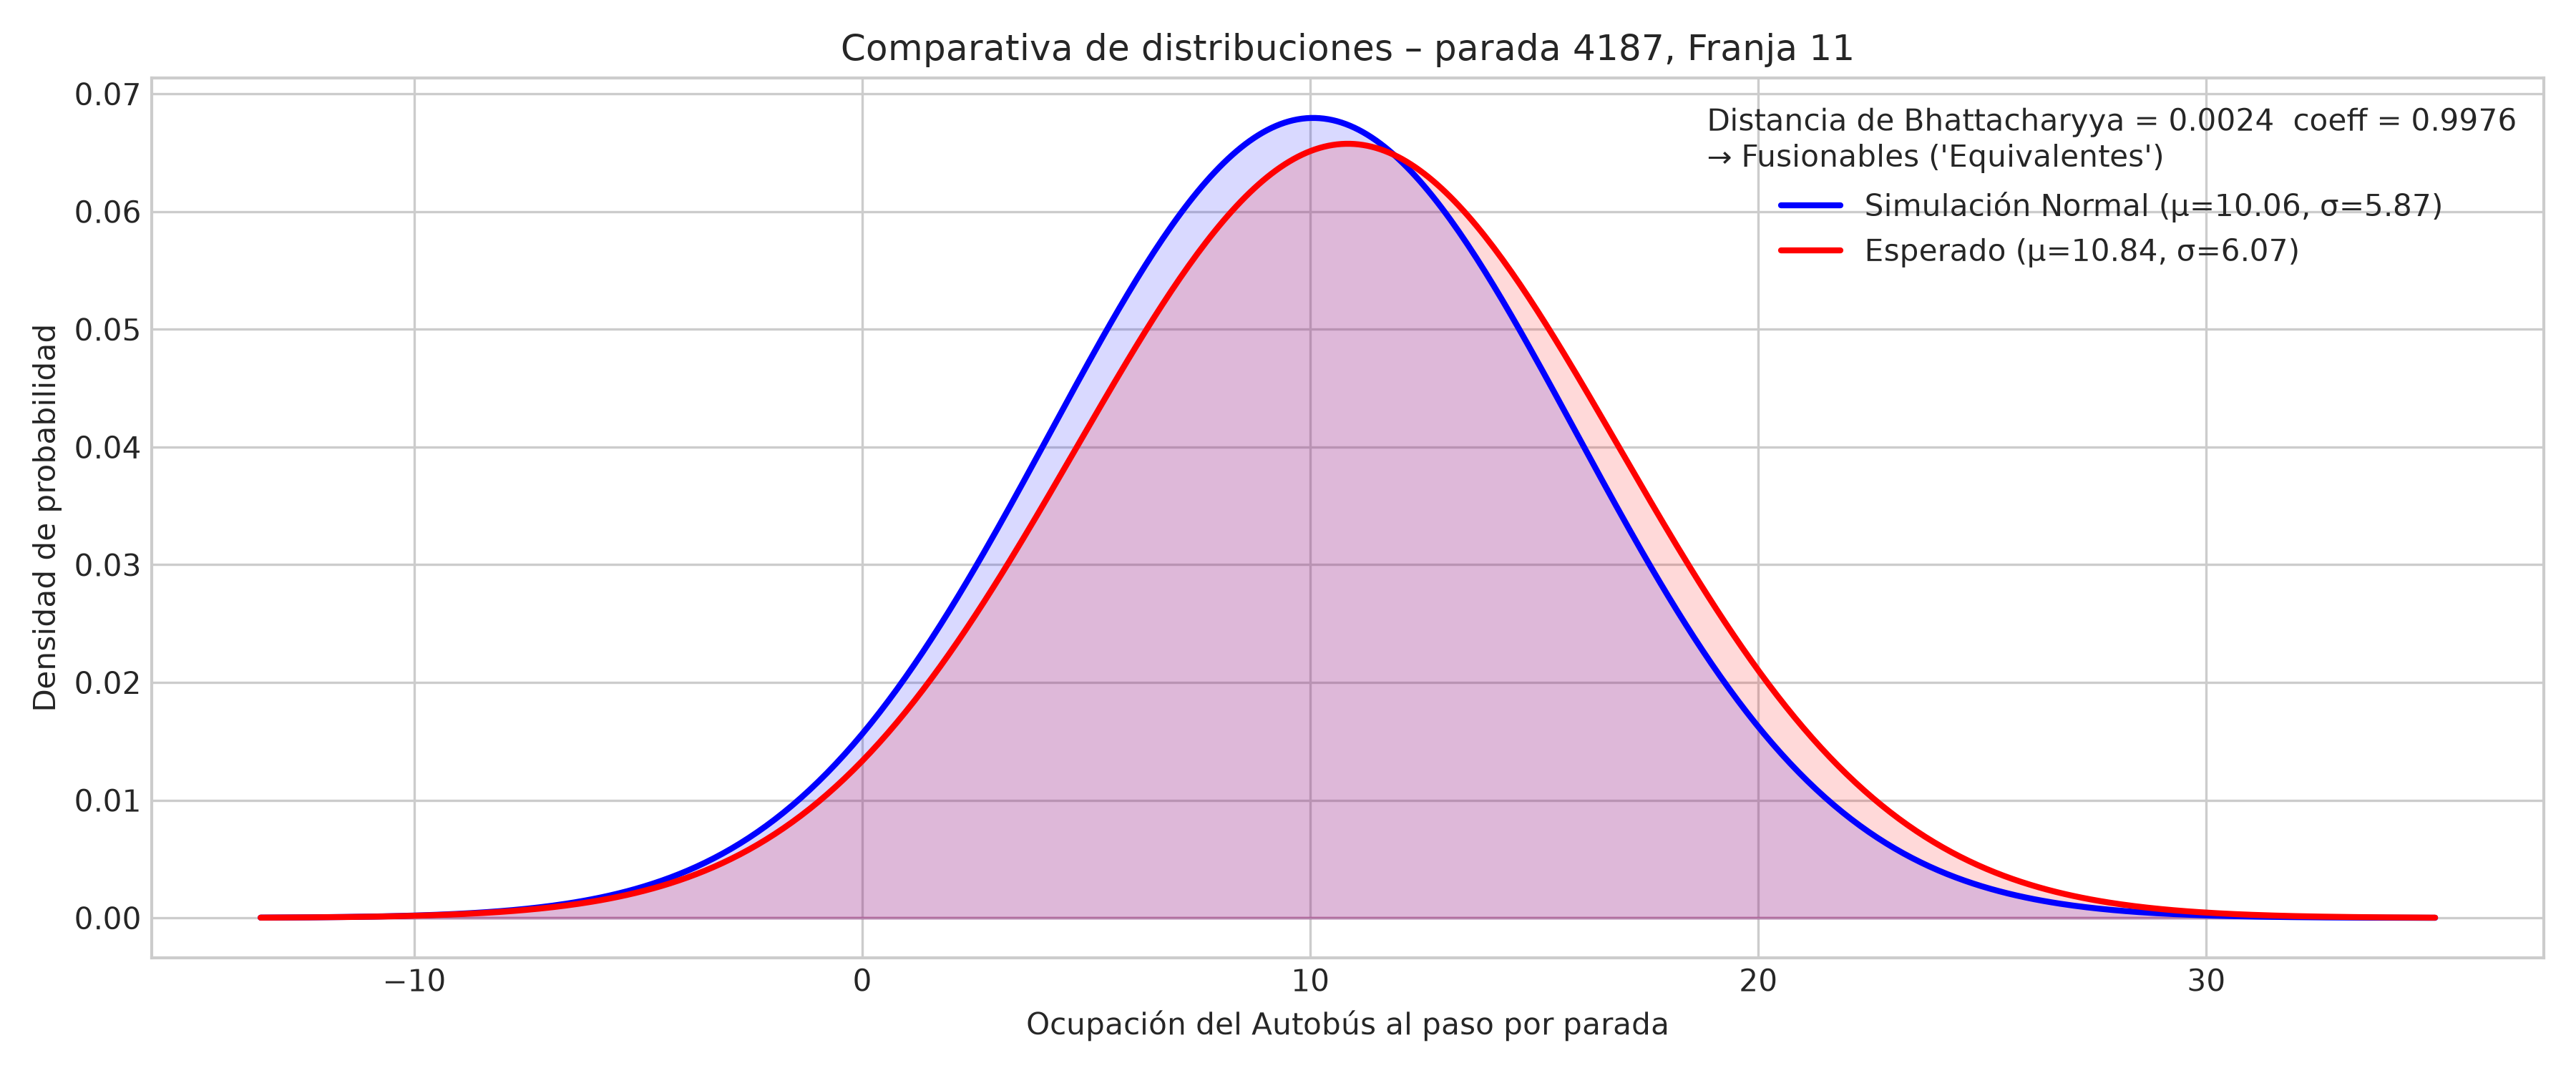 Comparativa de distribuciones – parada 4187, Franja 11
Distancia de Bhattacharyya = 0.0024  coeff = 0.9976
→ Fusionables ('Equivalentes')
Simulación Normal (μ=10.06, σ=5.87)
Esperado (μ=10.84, σ=6.07)
Densidad de probabilidad
0.07
0.06
0.05
0.04
0.03
0.02
0.01
0.00
−10
0
10
20
30
Ocupación del Autobús al paso por parada